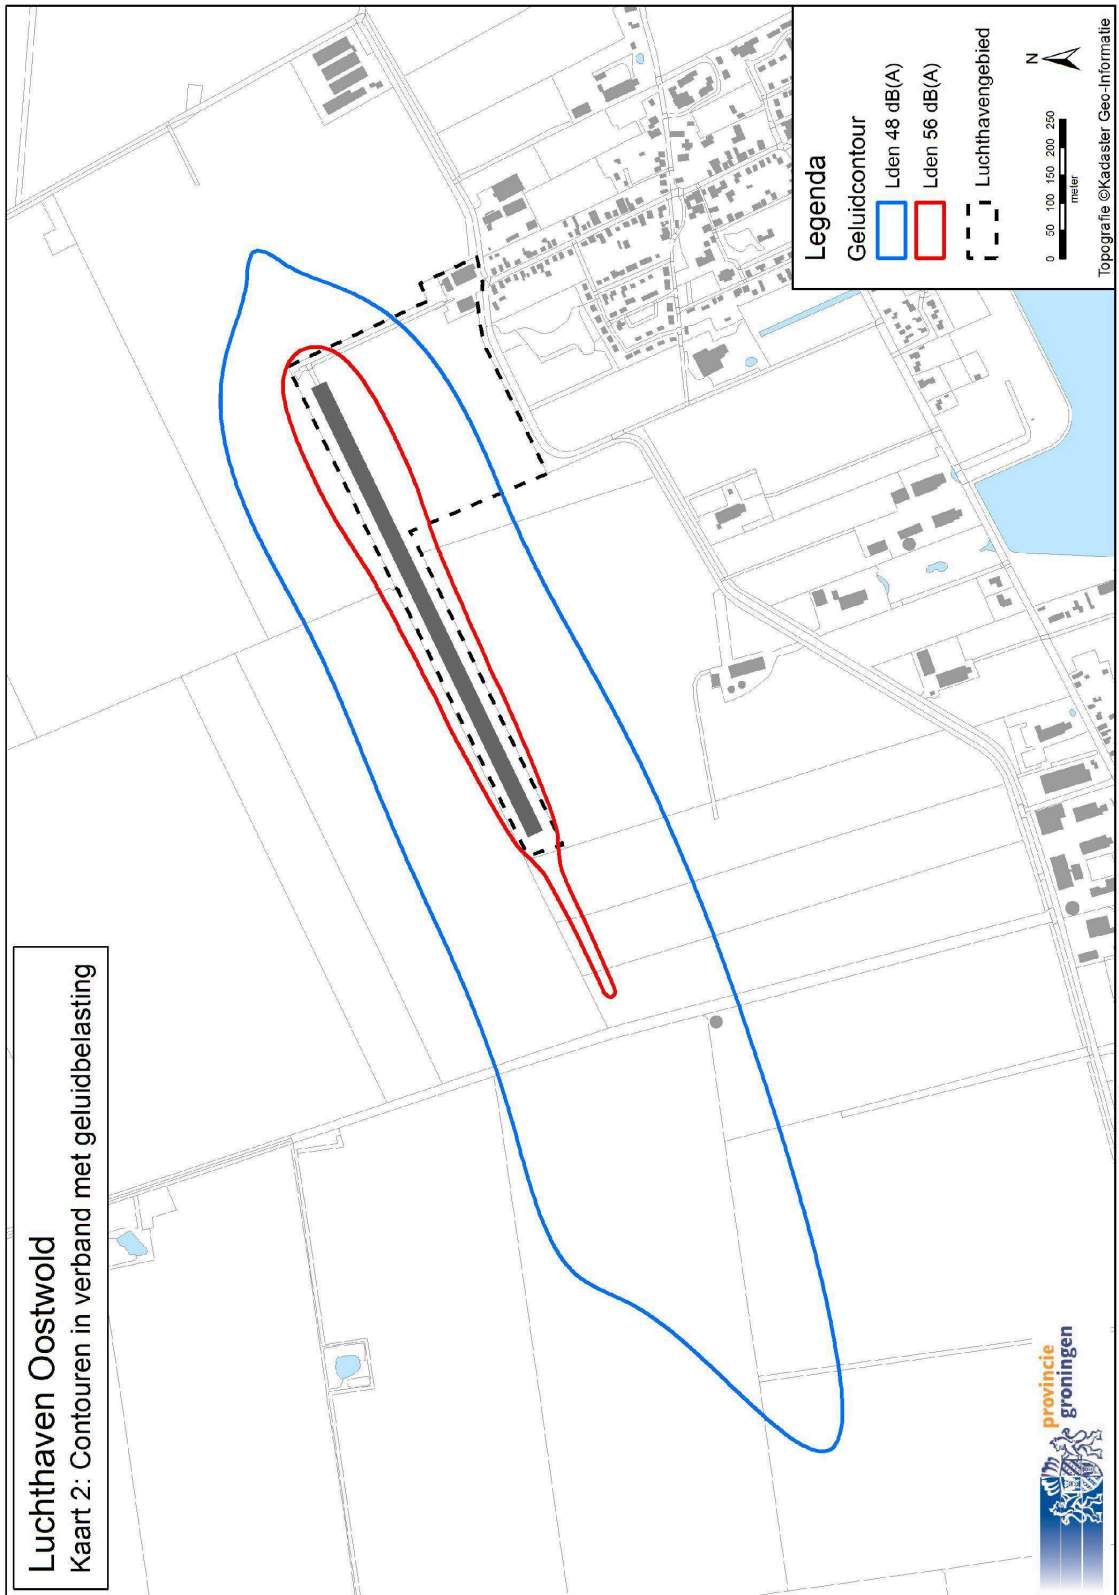 Luchthaven Oostwold
Kaart 2: Contouren in verband met geluidbelasting
Legenda
Geluidcontour
Lden 48 dB(A)
Lden 56 dB(A)
Luchthavengebied
N
0 50 100 150 200 250
meter
Topografie ©Kadaster Geo-Informatie
provincie
groningen